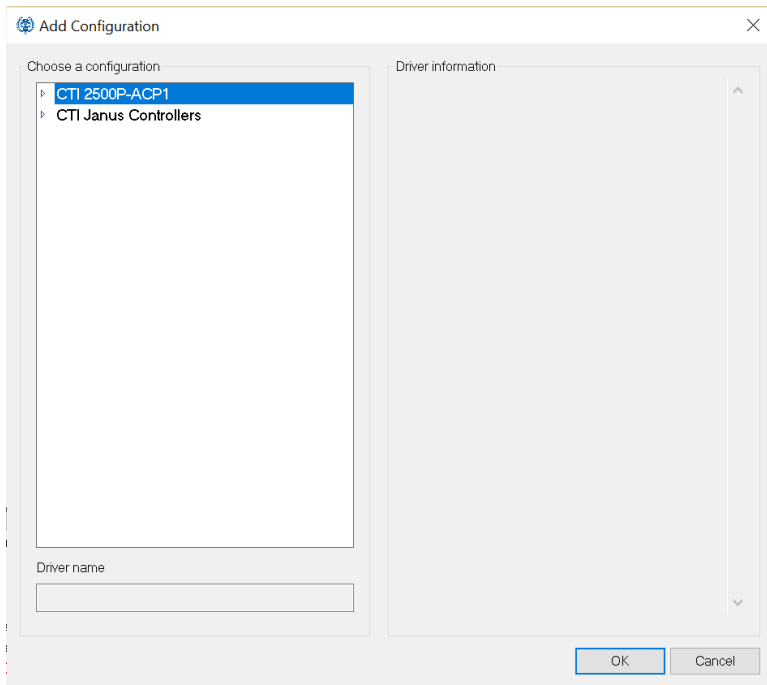 Add Configuration
Choose a configuration
Driver information
CTI 2500P-ACP1
CTI Janus Controllers
Driver name
OK
Cancel